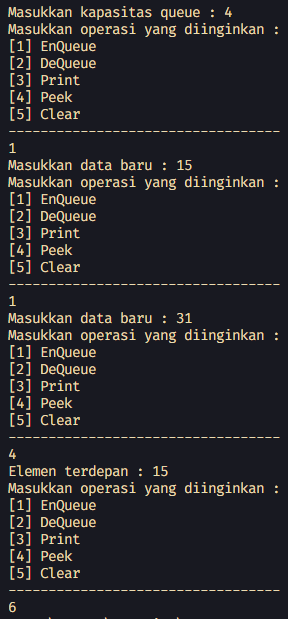 Masukkan kapasitas queue : 4
Masukkan operasi yang diinginkan :
[1] EnQueue
[2] DeQueue
[3] Print
[4] Peek
[5] Clear
----------------------------------
1
Masukkan data baru : 15
Masukkan operasi yang diinginkan :
[1] EnQueue
[2] DeQueue
[3] Print
[4] Peek
[5] Clear
----------------------------------
1
Masukkan data baru : 31
Masukkan operasi yang diinginkan :
[1] EnQueue
[2] DeQueue
[3] Print
[4] Peek
[5] Clear
----------------------------------
4
Elemen terdepan : 15
Masukkan operasi yang diinginkan :
[1] EnQueue
[2] DeQueue
[3] Print
[4] Peek
[5] Clear
----------------------------------
6